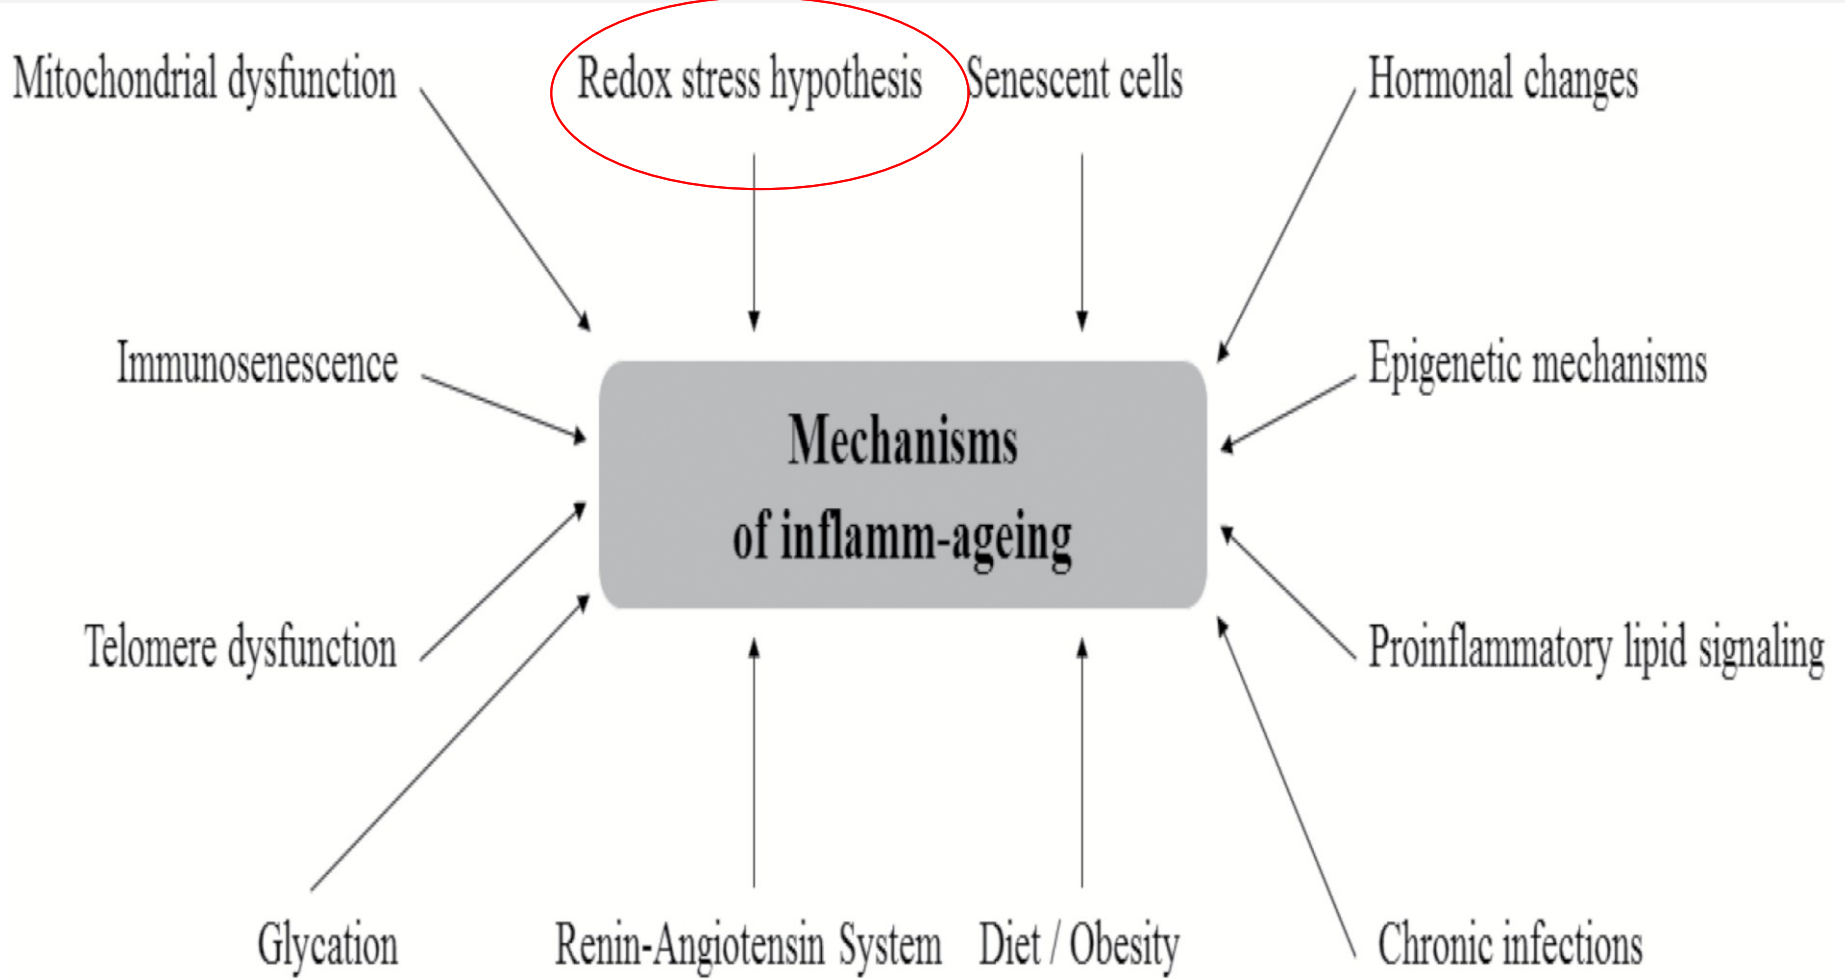 Mitochondrial dysfunction
Redox stress hypothesis
Senescent cells
Hormonal changes
Immunosenescence
Epigenetic mechanisms
Mechanisms
of inflamm-ageing
Telomere dysfunction
Proinflammatory lipid signaling
Glycation
Renin-Angiotensin System
Diet / Obesity
Chronic infections